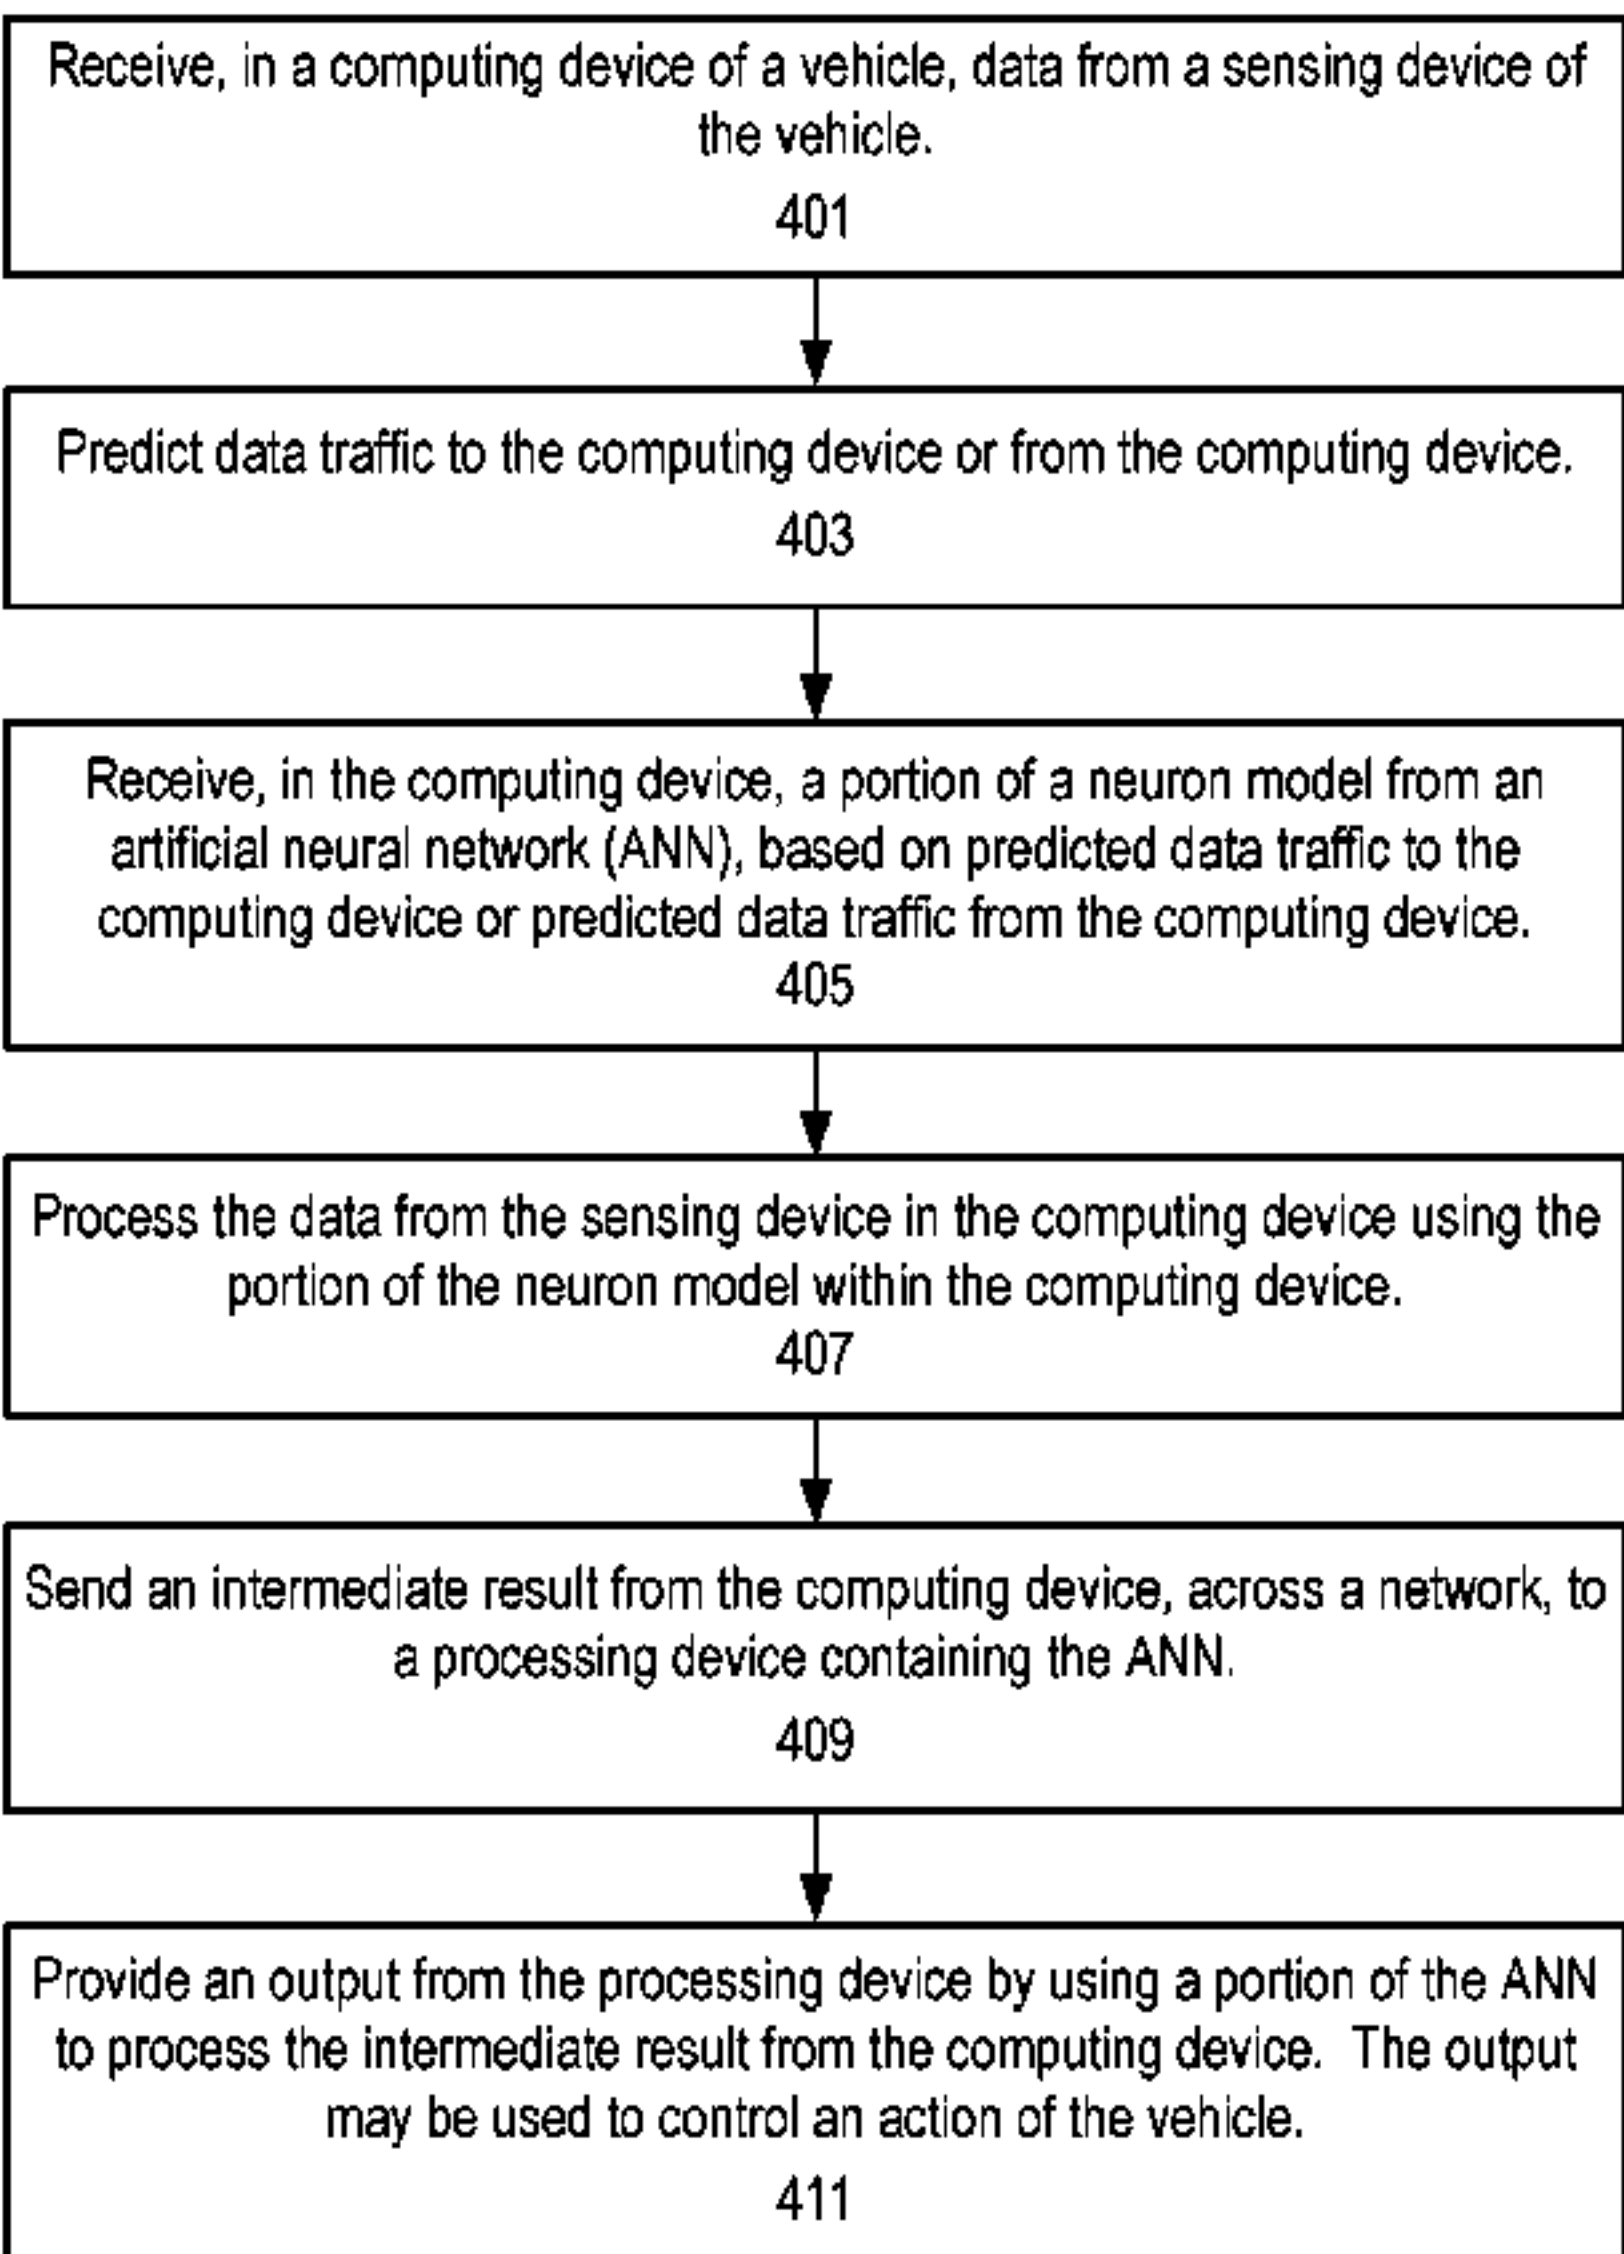 Receive, in a computing device of a vehicle, data from a sensing device of
the vehicle.
401
Predict data traffic to the computing device or from the computing device.
403
Receive, in the computing device, a portion of a neuron model from an
artificial neural network (ANN), based on predicted data traffic to the
computing device or predicted data traffic from the computing device.
405
Process the data from the sensing device in the computing device using the
portion of the neuron model within the computing device.
407
Send an intermediate result from the computing device, across a network, to
a processing device containing the ANN.
409
Provide an output from the processing device by using a portion of the ANN
to process the intermediate result from the computing device. The output
may be used to control an action of the vehicle.
411